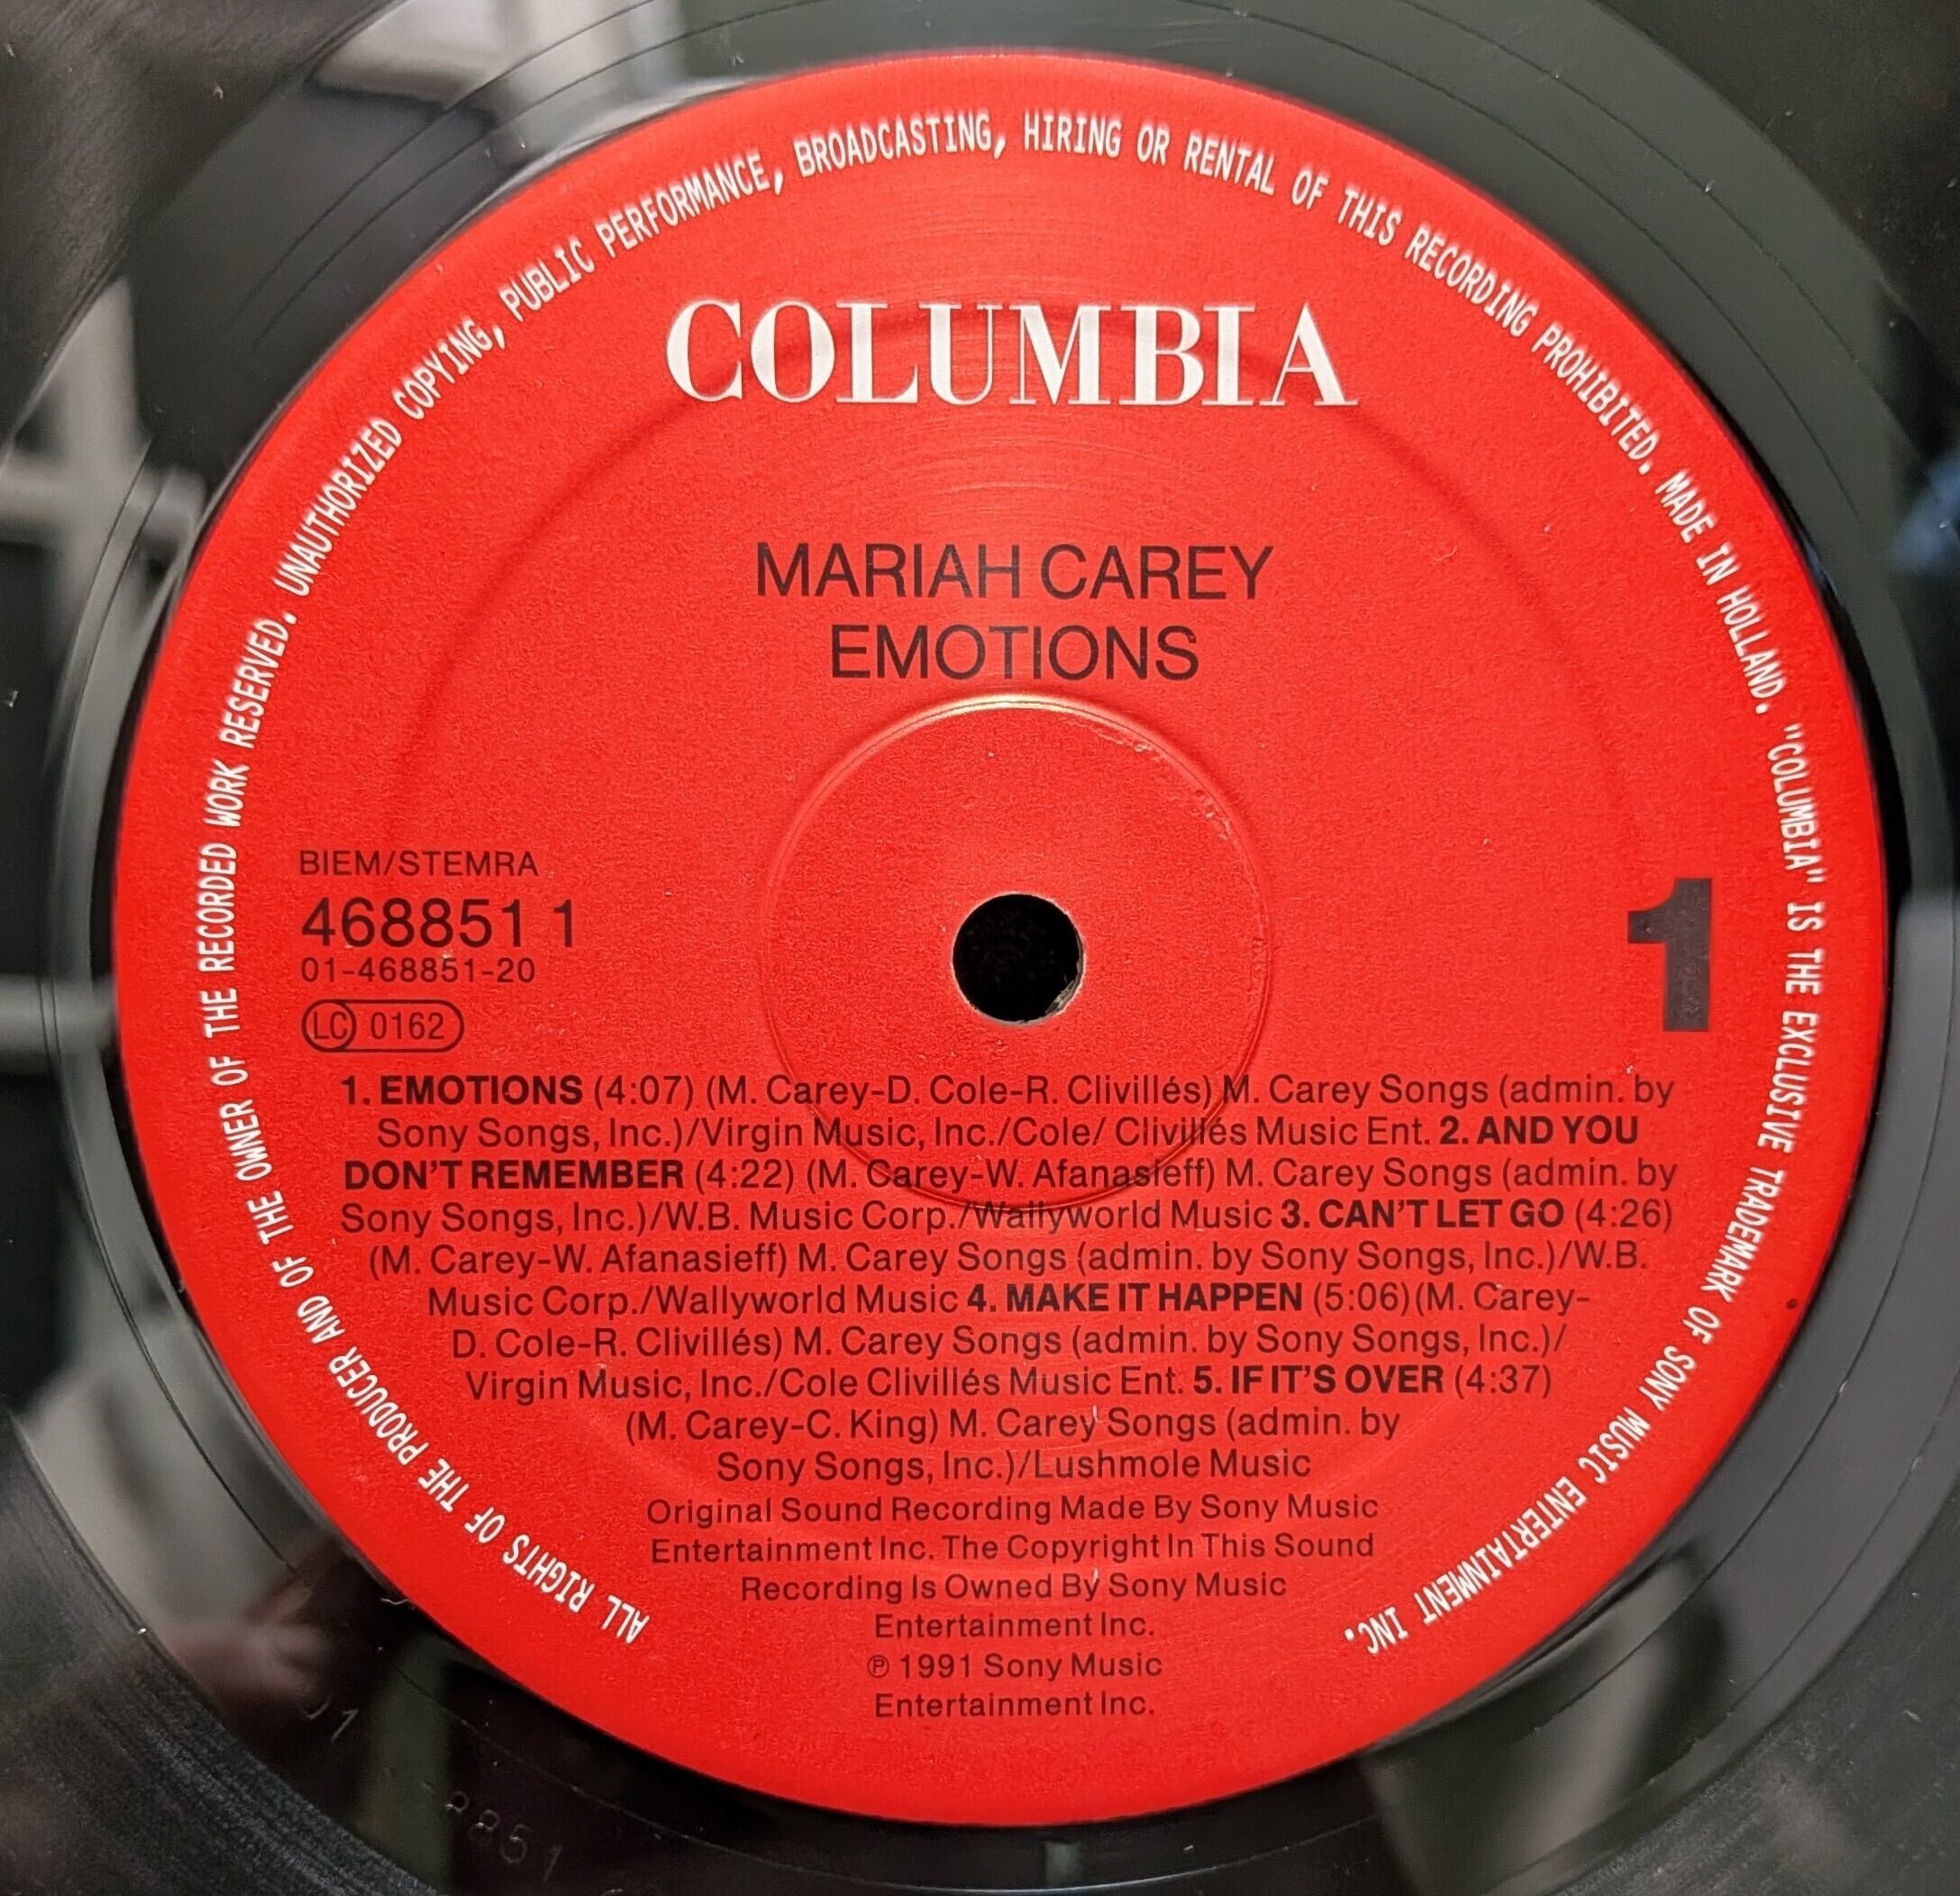 ALL RIGHTS OF THE PRODUCER AND OF THE OWNER OF THE RECORDED WORK RESERVED. UNAUTHORIZED COPYING, PUBLIC PERFORMANCE, BROADCASTING, HIRING OR RENTAL OF THIS RECORDING PROHIBITED. MADE IN HOLLAND. "COLUMBIA" IS THE EXCLUSIVE TRADEMARK OF SONY MUSIC ENTERTAINMENT INC.
COLUMBIA
MARIAH CAREY
EMOTIONS
BIEM/STEMRA
468851 1
01-468851-20
LC 0162
1
1. EMOTIONS (4:07) (M. Carey-D. Cole-R. Clivillés) M. Carey Songs (admin. by
Sony Songs, Inc.)/Virgin Music, Inc./Cole/ Clivillés Music Ent. 2. AND YOU
DON'T REMEMBER (4:22) (M. Carey-W. Afanasieff) M. Carey Songs (admin. by
Sony Songs, Inc.)/W.B. Music Corp./Wallyworld Music 3. CAN'T LET GO (4:26)
(M. Carey-W. Afanasieff) M. Carey Songs (admin. by Sony Songs, Inc.)/W.B.
Music Corp./Wallyworld Music 4. MAKE IT HAPPEN (5:06)(M. Carey-
D. Cole-R. Clivillés) M. Carey Songs (admin. by Sony Songs, Inc.)/
Virgin Music, Inc./Cole Clivillés Music Ent. 5. IF IT'S OVER (4:37)
(M. Carey-C. King) M. Carey Songs (admin. by
Sony Songs, Inc.)/Lushmole Music
Original Sound Recording Made By Sony Music
Entertainment Inc. The Copyright In This Sound
Recording Is Owned By Sony Music
Entertainment Inc.
℗ 1991 Sony Music
Entertainment Inc.